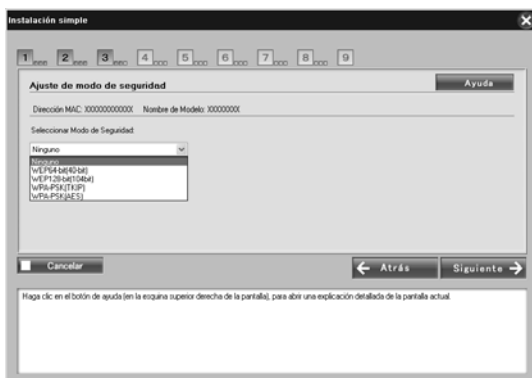 Instalación simple
1 2 3 4 5 6 7 8 9
Ajuste de modo de seguridad
Ayuda
Dirección MAC: XXXXXXXXXXXX Nombre de Modelo: XXXXXXXX
Seleccionar Modo de Seguridad:
Ninguno
Ninguno
WEP64-bit(40-bit)
WEP128-bit(104bit)
WPA-PSK(TKIP)
WPA-PSK(AES)
Cancelar
Atrás
Siguiente
Haga clic en el botón de ayuda (en la esquina superior derecha de la pantalla), para abrir una explicación detallada de la pantalla actual.